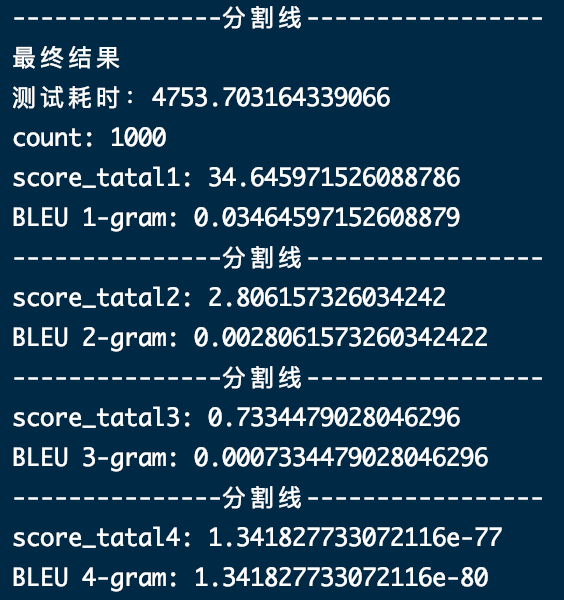 ---------------分割线-----------------
最终结果
测试耗时: 4753.703164339066
count: 1000
score_tatal1: 34.645971526088786
BLEU 1-gram: 0.03464597152608879
---------------分割线-----------------
score_tatal2: 2.806157326034242
BLEU 2-gram: 0.0028061573260342422
---------------分割线-----------------
score_tatal3: 0.7334479028046296
BLEU 3-gram: 0.0007334479028046296
---------------分割线-----------------
score_tatal4: 1.341827733072116e-77
BLEU 4-gram: 1.341827733072116e-80